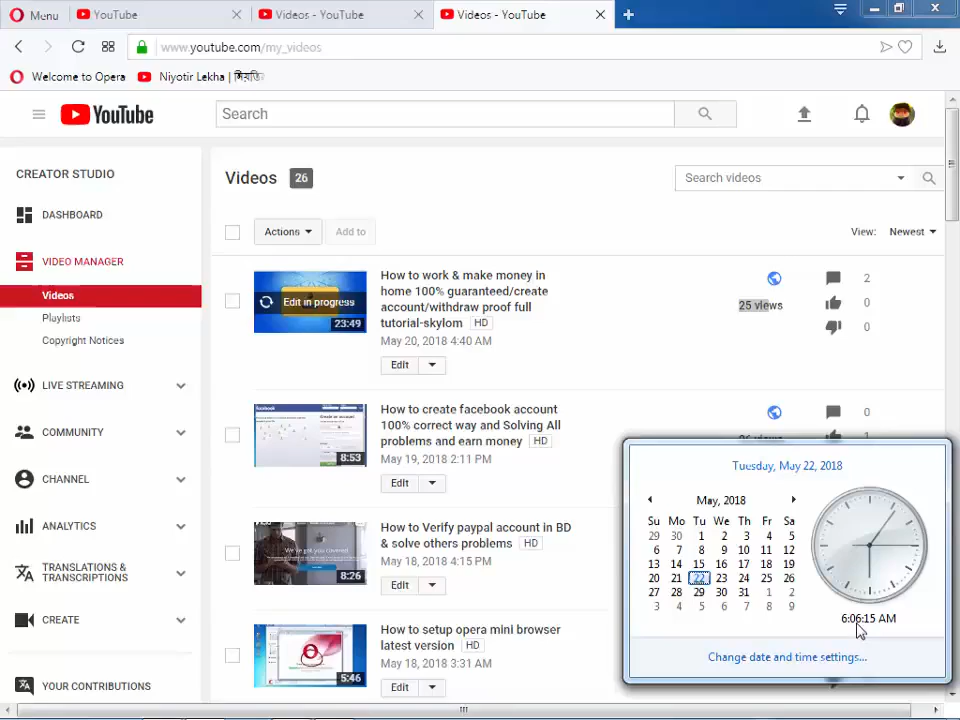 Menu
YouTube
Videos - YouTube
Videos - YouTube
www.youtube.com/my_videos
Welcome to Opera
Niyotir Lekha |
YouTube
Search
CREATOR STUDIO
DASHBOARD
VIDEO MANAGER
Videos
Playlists
Copyright Notices
LIVE STREAMING
COMMUNITY
CHANNEL
ANALYTICS
TRANSLATIONS &
TRANSCRIPTIONS
CREATE
YOUR CONTRIBUTIONS
Videos 26
Search videos
Actions
Add to
View: Newest
Edit in progress
23:49
How to work & make money in
home 100% guaranteed/create
account/withdraw proof full
tutorial-skylom HD
May 20, 2018 4:40 AM
Edit
25 views
2
0
0
8:53
How to create facebook account
100% correct way and Solving All
problems and earn money HD
May 19, 2018 2:11 PM
Edit
0
8:26
How to Verify paypal account in BD
& solve others problems HD
May 18, 2018 4:15 PM
Edit
5:46
How to setup opera mini browser
latest version HD
May 18, 2018 3:31 AM
Edit
Tuesday, May 22, 2018
May, 2018
Su Mo Tu We Th Fr Sa
29 30 1 2 3 4 5
6 7 8 9 10 11 12
13 14 15 16 17 18 19
20 21 22 23 24 25 26
27 28 29 30 31 1 2
3 4 5 6 7 8 9
6:06:15 AM
Change date and time settings...